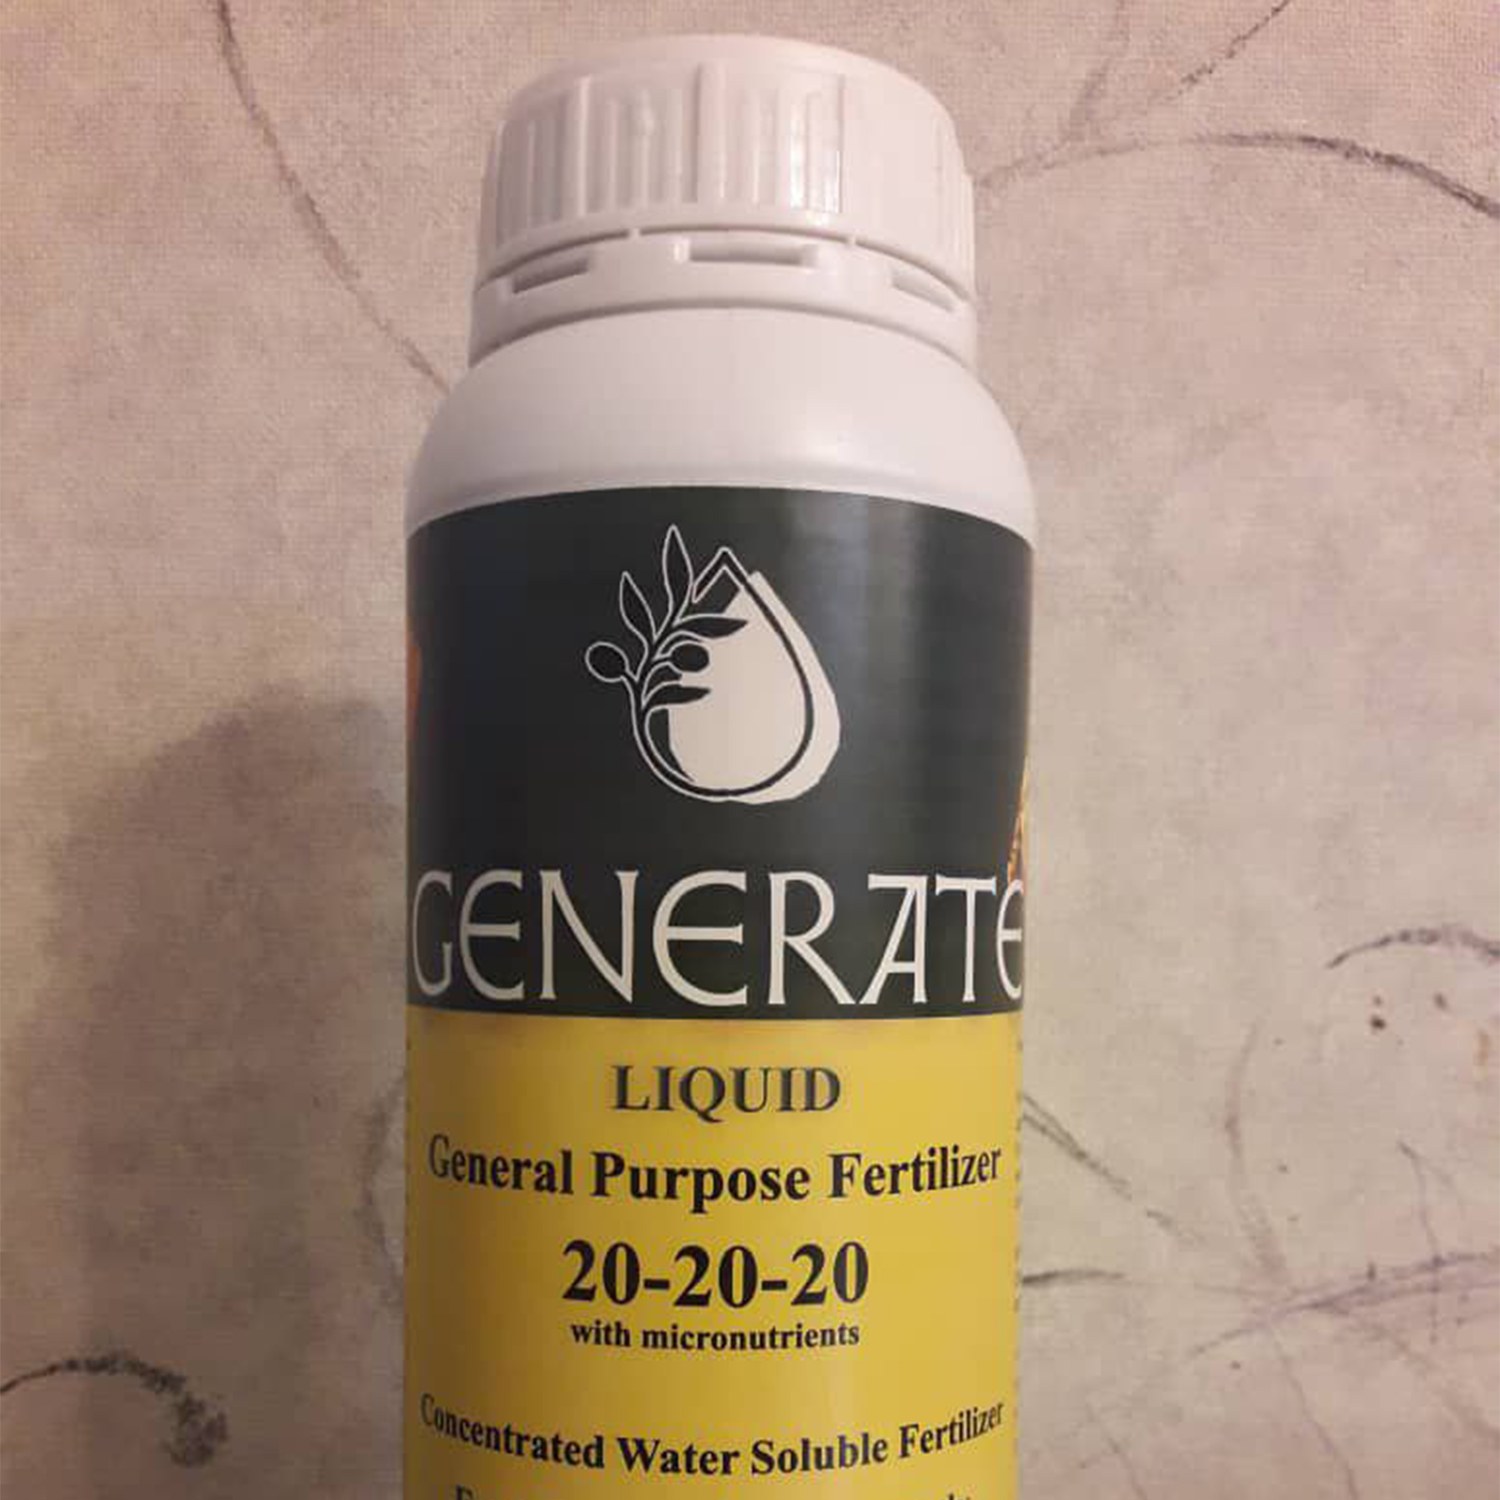 GENERATE
LIQUID
General Purpose Fertilizer
20-20-20
with micronutrients
Concentrated Water Soluble Fertilizer